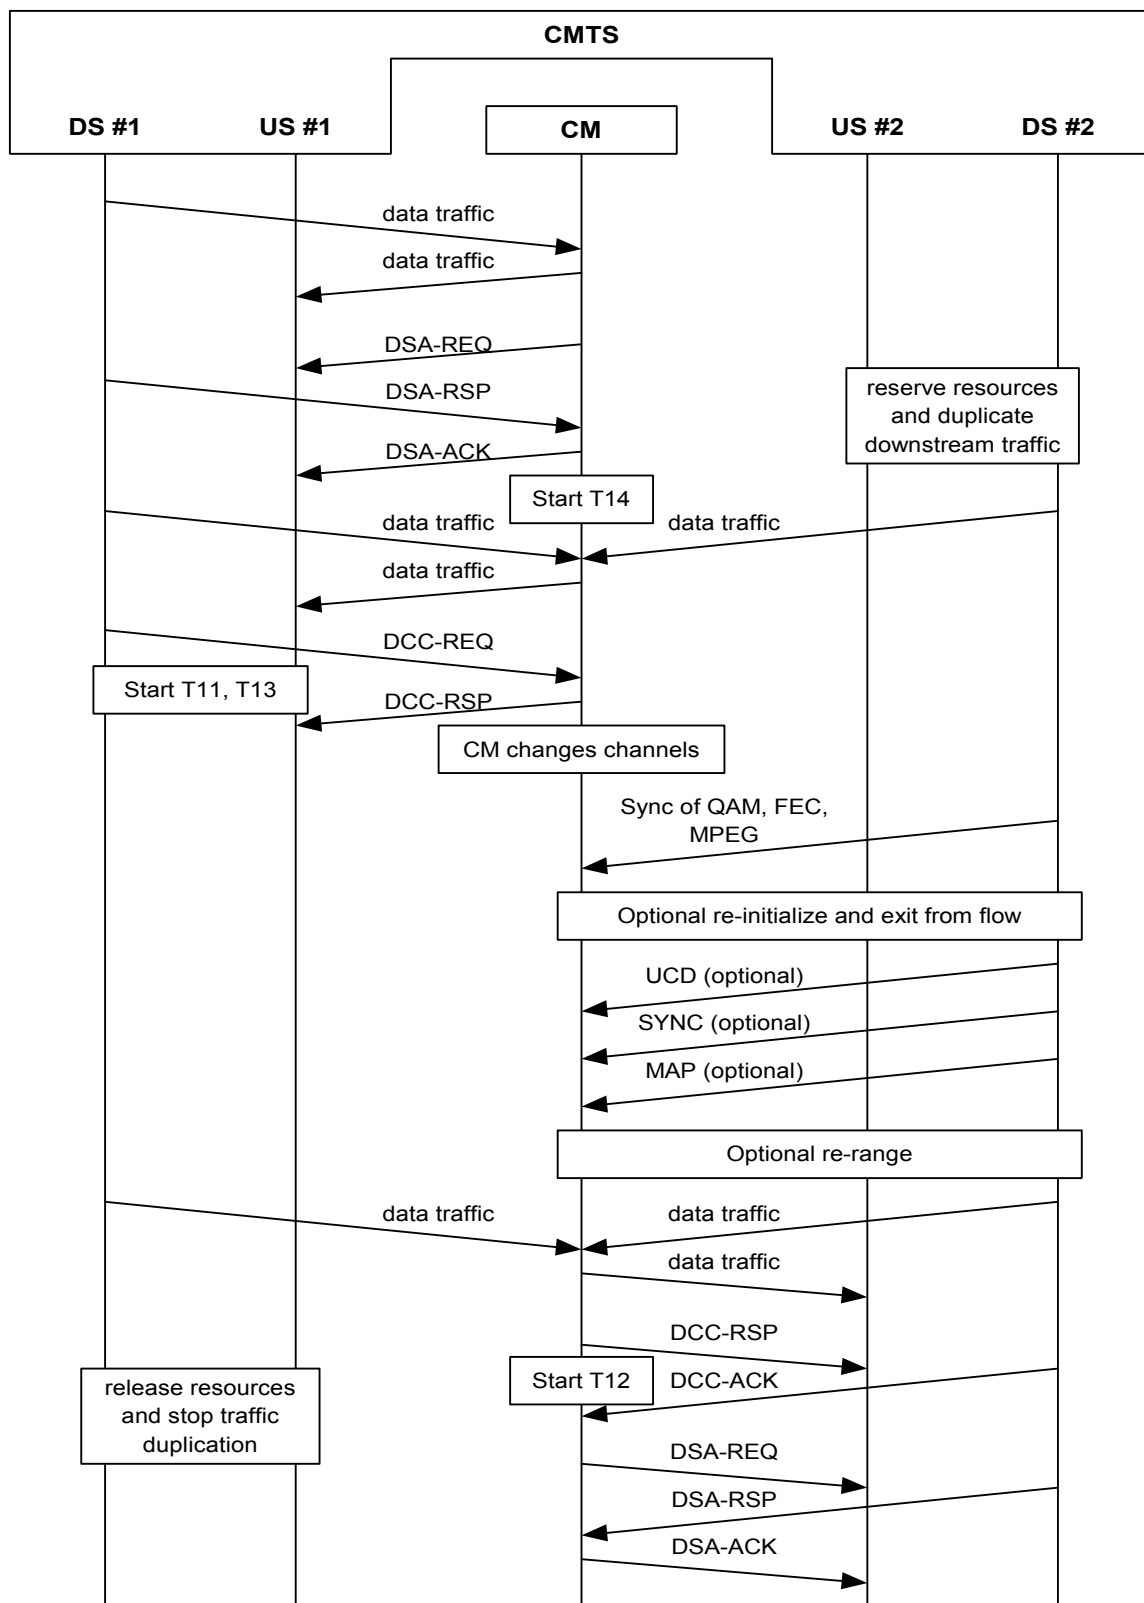 CMTS
DS #1
US #1
CM
US #2
DS #2
data traffic
data traffic
DSA-REQ
DSA-RSP
reserve resources
and duplicate
downstream traffic
DSA-ACK
Start T14
data traffic
data traffic
data traffic
DCC-REQ
Start T11, T13
DCC-RSP
CM changes channels
Sync of QAM, FEC,
MPEG
Optional re-initialize and exit from flow
UCD (optional)
SYNC (optional)
MAP (optional)
Optional re-range
data traffic
data traffic
data traffic
DCC-RSP
Start T12
DCC-ACK
release resources
and stop traffic
duplication
DSA-REQ
DSA-RSP
DSA-ACK